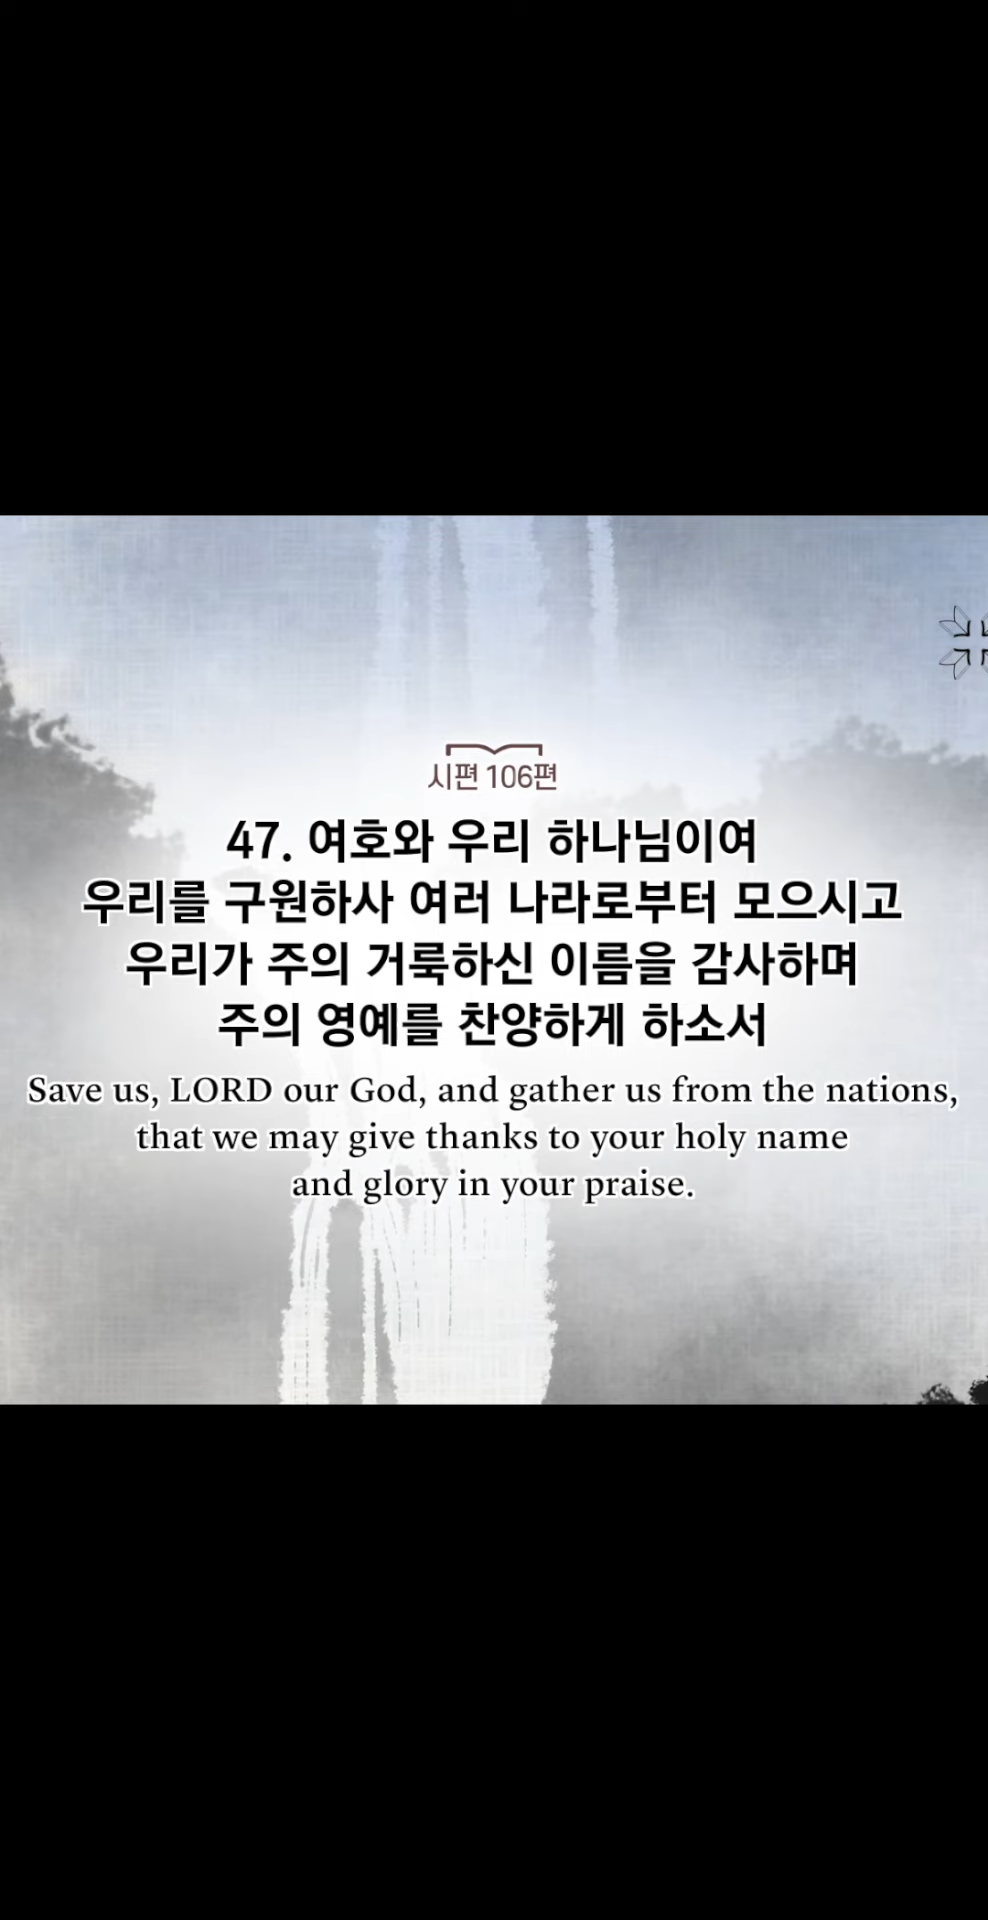 시편 106편
47. 여호와 우리 하나님이여
우리를 구원하사 여러 나라로부터 모으시고
우리가 주의 거룩하신 이름을 감사하며
주의 영예를 찬양하게 하소서
Save us, LORD our God, and gather us from the nations,
that we may give thanks to your holy name
and glory in your praise.